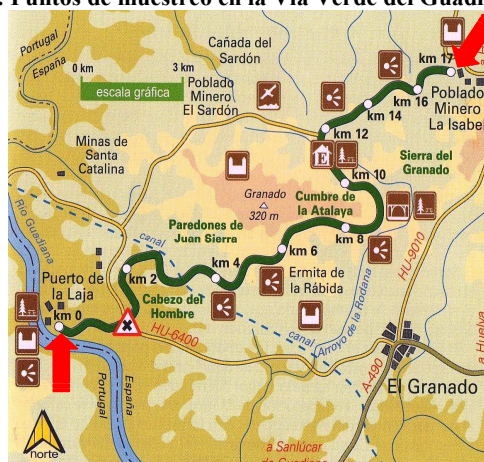 . Puntos de muestreo en la Vía Verde del Guadi
Portugal
España
Cañada del
Sardón
0 km
3 km
escala gráfica
Poblado
Minero
El Sardón
km 17
km 16
km 14
km 12
Poblado
Minero
La Isabel
Minas de
Santa
Catalina
E
km 10
Sierra del
Granado
Granado
320 m
Cumbre de
la Atalaya
Río Guadiana
canal
Paredones de
Juan Sierra
km 8
km 6
HU-9010
km 4
km 2
Puerto de
la Laja
Ermita de
la Rábida
Cabezo del
Hombre
km 0
HU-6400
canal
Arroyo de la Rodana
a Huelva
A-490
El Granado
España
Portugal
norte
a Sanlúcar
de Guadiana